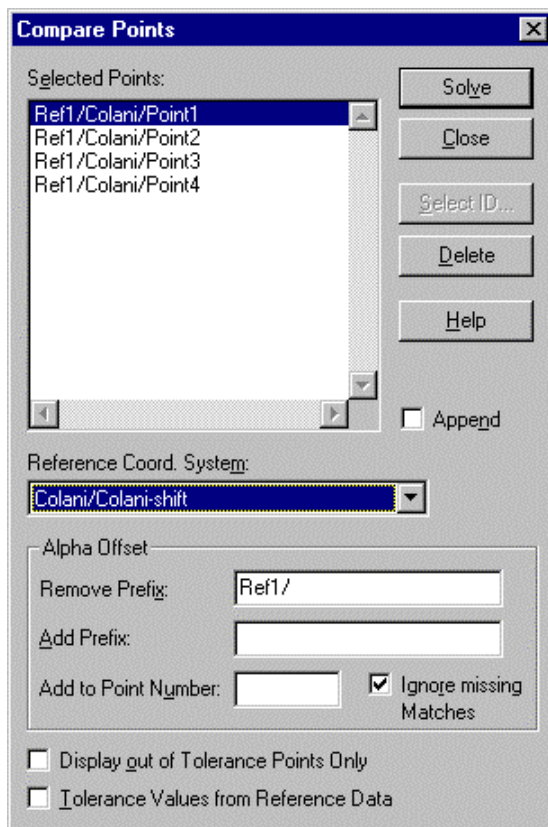 Compare Points
Selected Points:
Ref1/Colani/Point1
Ref1/Colani/Point2
Ref1/Colani/Point3
Ref1/Colani/Point4
Solve
Close
Select ID...
Delete
Help
Append
Reference Coord. System:
Colani/Colani-shift
Alpha Offset
Remove Prefix:
Ref1/
Add Prefix:
Add to Point Number:
Ignore missing
Matches
Display out of Tolerance Points Only
Tolerance Values from Reference Data